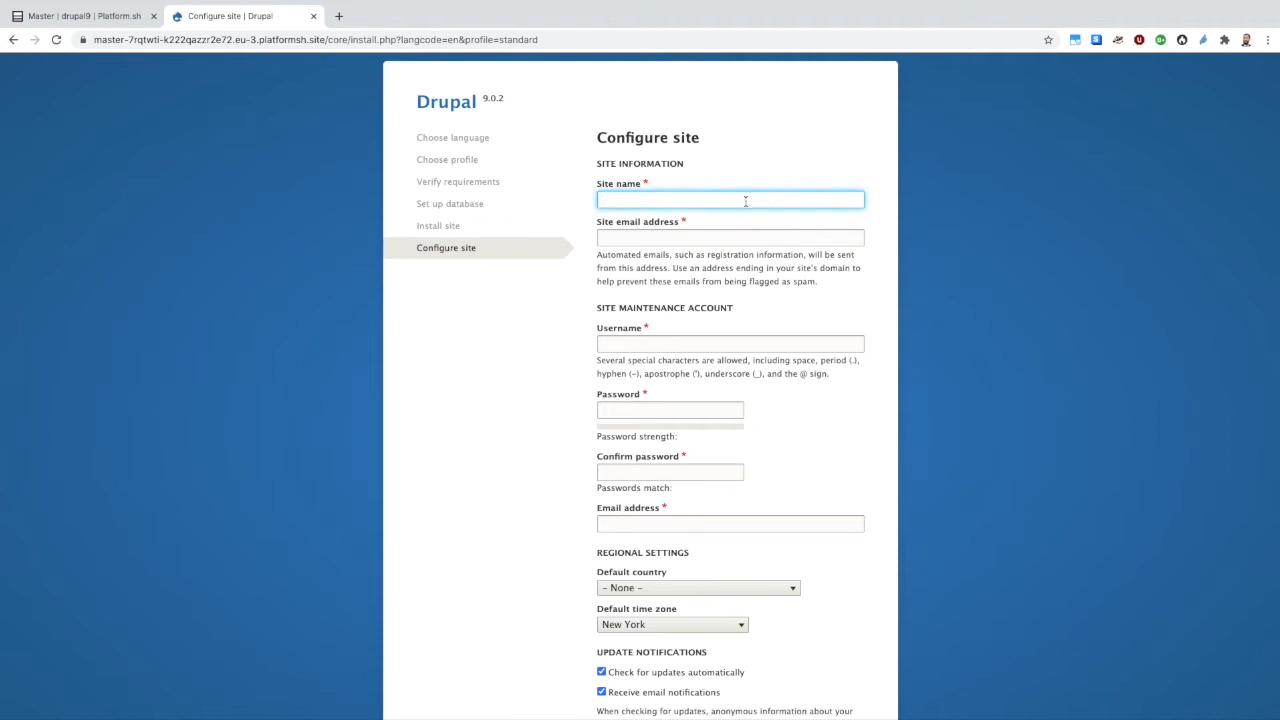 Master | drupal9 | Platform.sh
Configure site | Drupal
master-7rqtwti-k222qazzr2e72.eu-3.platformsh.site/core/install.php?langcode=en&profile=standard
Drupal 9.0.2
Choose language
Choose profile
Verify requirements
Set up database
Install site
Configure site
Configure site
SITE INFORMATION
Site name *
Site email address *
Automated emails, such as registration information, will be sent
from this address. Use an address ending in your site's domain to
help prevent these emails from being flagged as spam.
SITE MAINTENANCE ACCOUNT
Username *
Several special characters are allowed, including space, period (.),
hyphen (-), apostrophe ('), underscore (_), and the @ sign.
Password *
Password strength:
Confirm password *
Passwords match:
Email address *
REGIONAL SETTINGS
Default country
- None -
Default time zone
New York
UPDATE NOTIFICATIONS
Check for updates automatically
Receive email notifications
When checking for updates, anonymous information about your